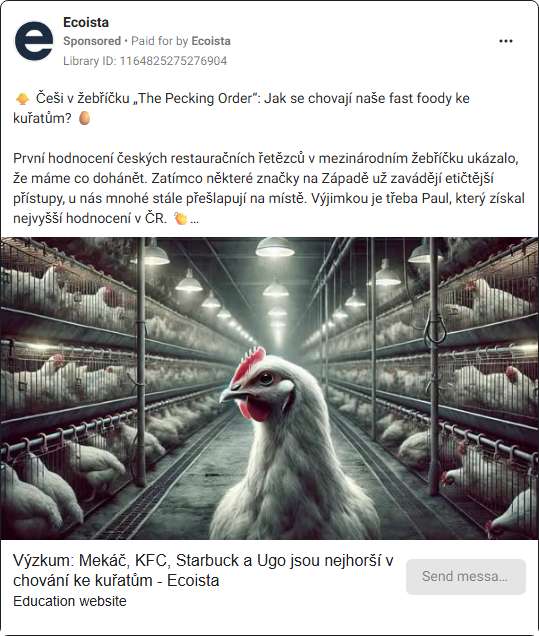 Ecoista
Sponsored • Paid for by Ecoista
Library ID: 1164825275276904
🐥 Češi v žebříčku „The Pecking Order“: Jak se chovají naše fast foody ke
kuřatům? 🥚
První hodnocení českých restauračních řetězců v mezinárodním žebříčku ukázalo,
že máme co dohánět. Zatímco některé značky na Západě už zavádějí etičtější
přístupy, u nás mnohé stále přešlapují na místě. Výjimkou je třeba Paul, který získal
nejvyšší hodnocení v ČR. 👏...
Výzkum: Mekáč, KFC, Starbuck a Ugo jsou nejhorší v
chování ke kuřatům - Ecoista
Education website
Send messa...